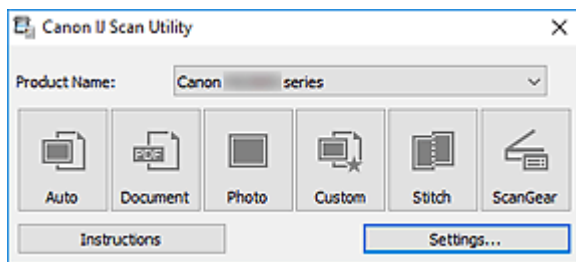 Canon IJ Scan Utility
Product Name: Canon series
PDF
Auto Document Photo Custom Stitch ScanGear
Instructions Settings...